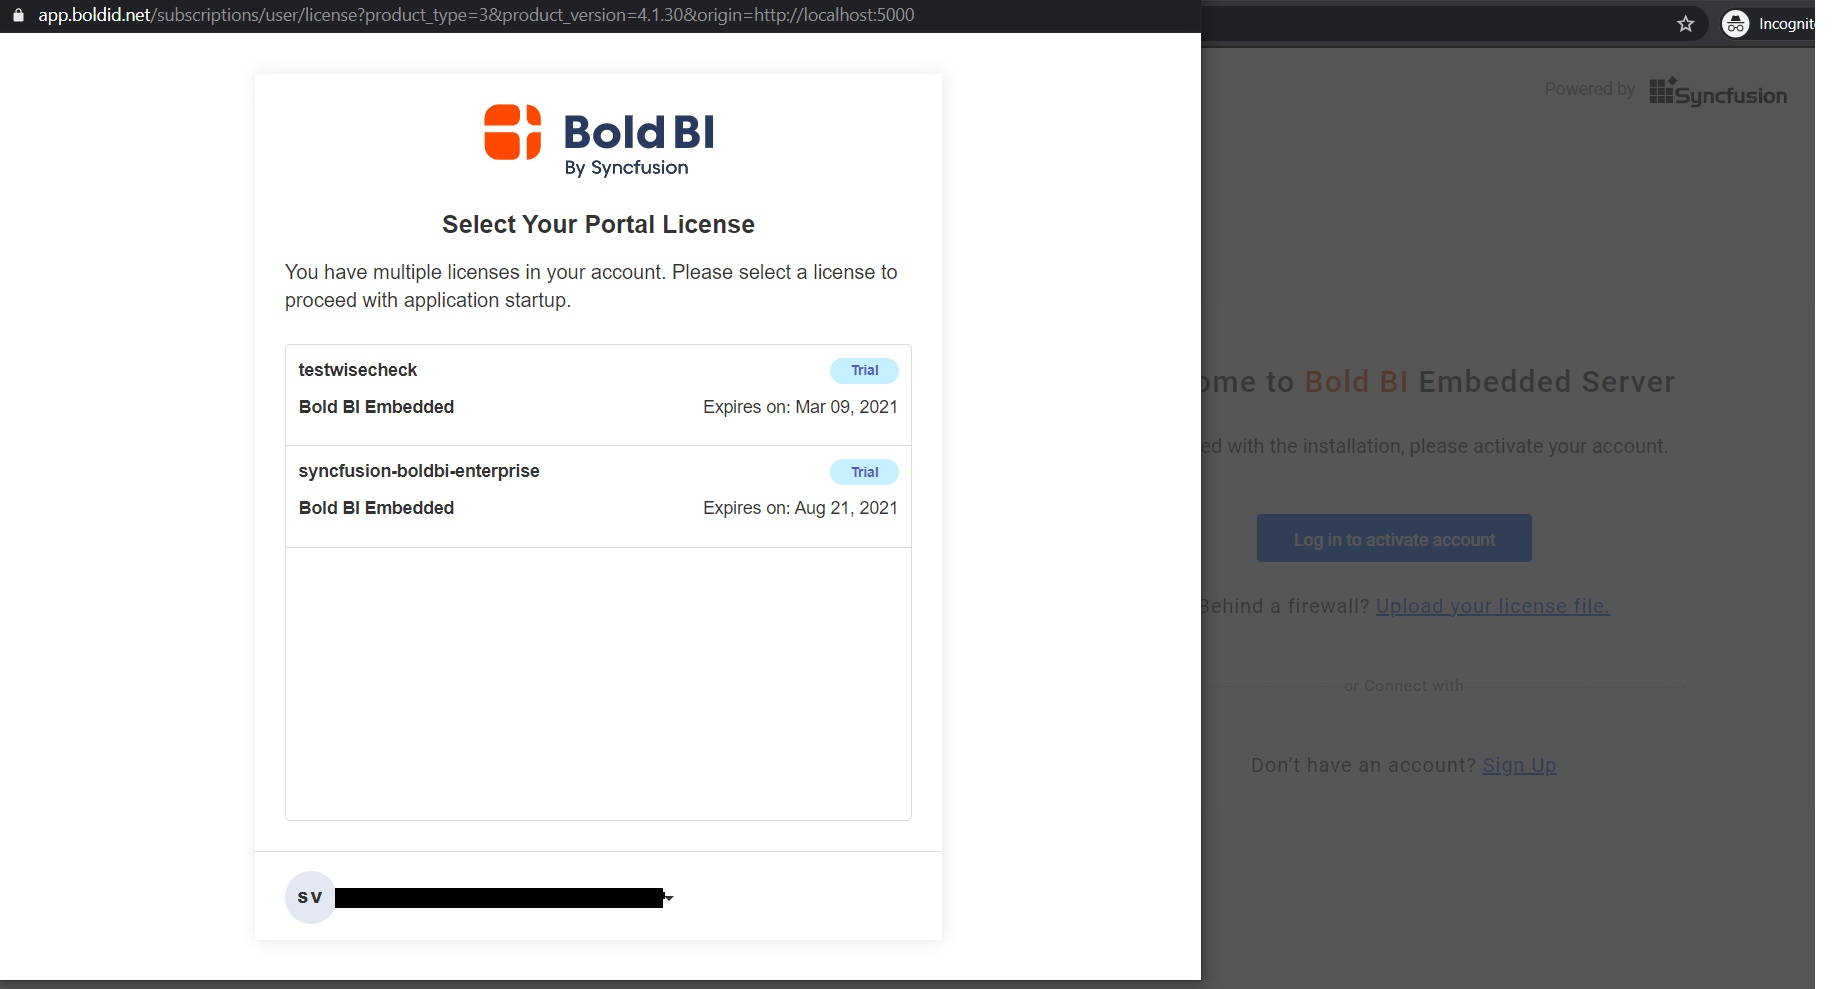 app.boldid.net/subscriptions/user/license?product_type=3&product_version=4.1.30&origin=http://localhost:5000
Incognit
Powered by Syncfusion
Bold BI
By Syncfusion
Select Your Portal License
You have multiple licenses in your account. Please select a license to
proceed with application startup.
testwisecheck Trial
Bold BI Embedded Expires on: Mar 09, 2021
syncfusion-boldbi-enterprise Trial
Bold BI Embedded Expires on: Aug 21, 2021
SV
ome to Bold BI Embedded Server
ed with the installation, please activate your account.
Log in to activate account
Behind a firewall? Upload your license file.
or Connect with
Don't have an account? Sign Up